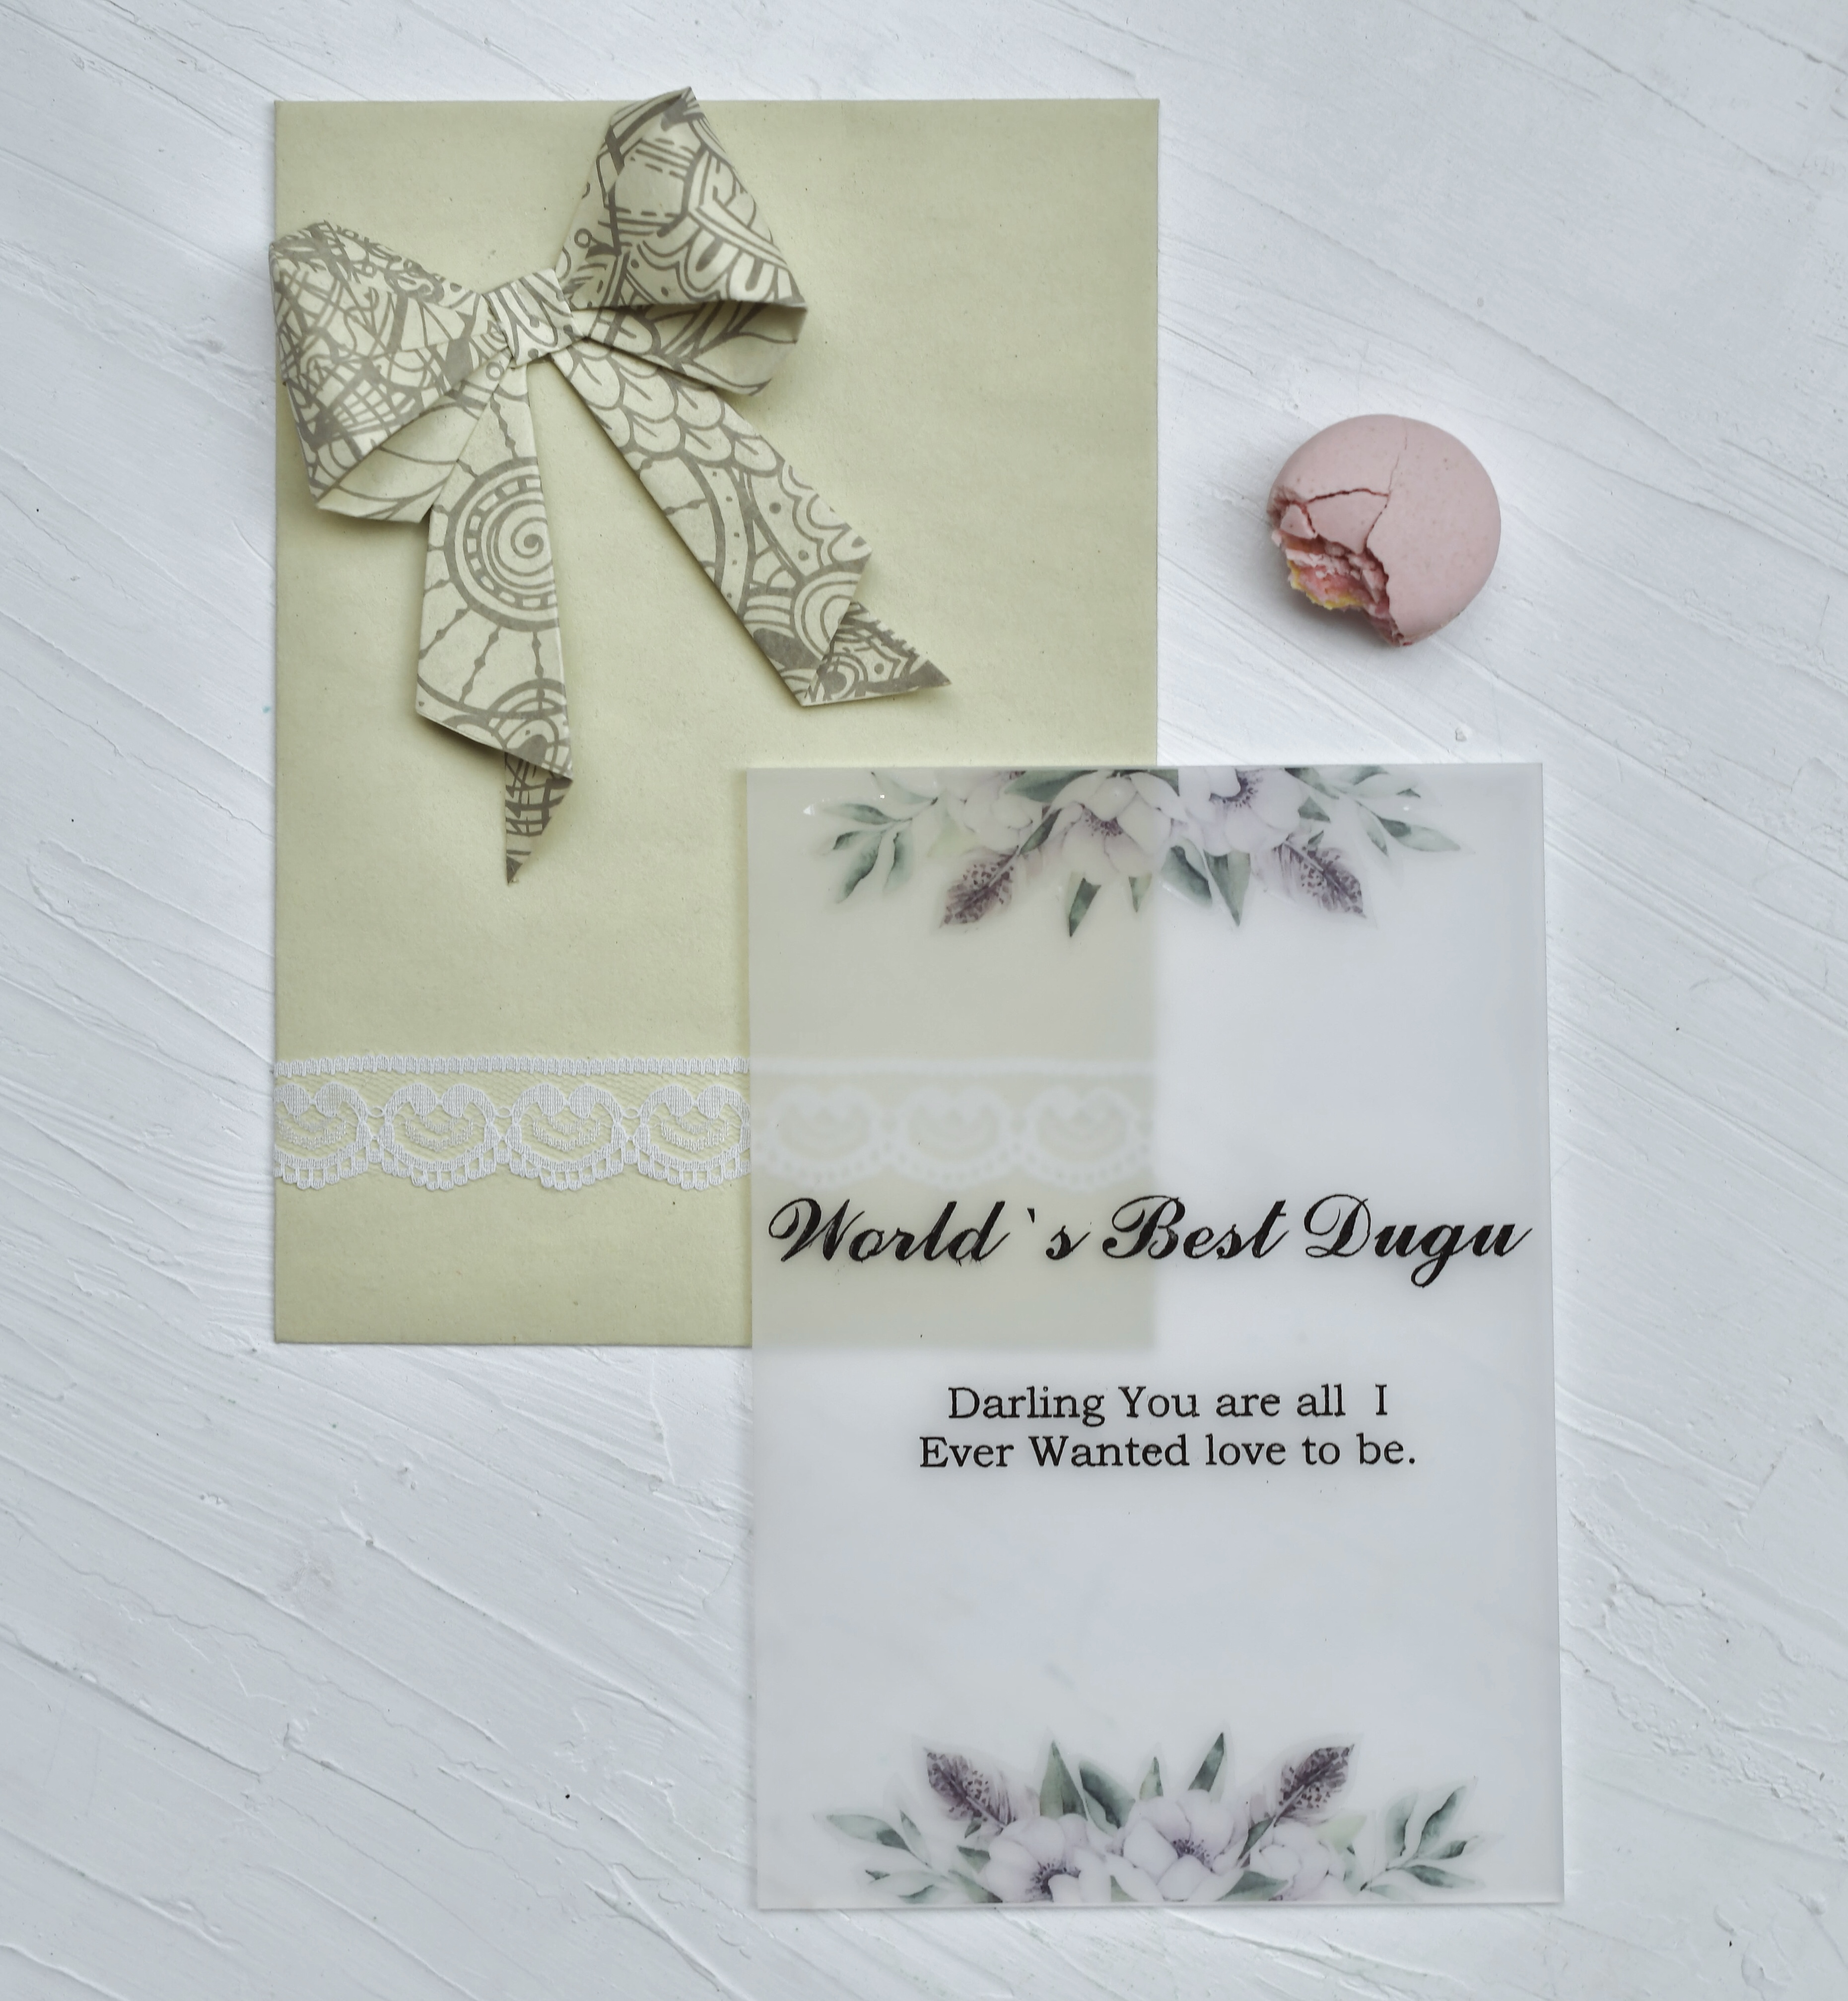 World`s Best Dugu
Darling You are all  I
Ever Wanted love to be.